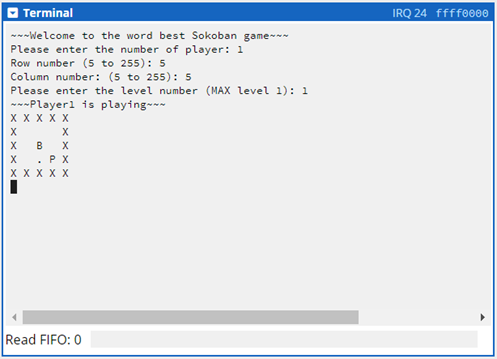 Terminal IRQ 24 ffff0000
~~~Welcome to the word best Sokoban game~~~
Please enter the number of player: 1
Row number (5 to 255): 5
Column number: (5 to 255): 5
Please enter the level number (MAX level 1): 1
~~~Player1 is playing~~~
X X X X X
X       X
X   B   X
X   . P X
X X X X X
Read FIFO: 0